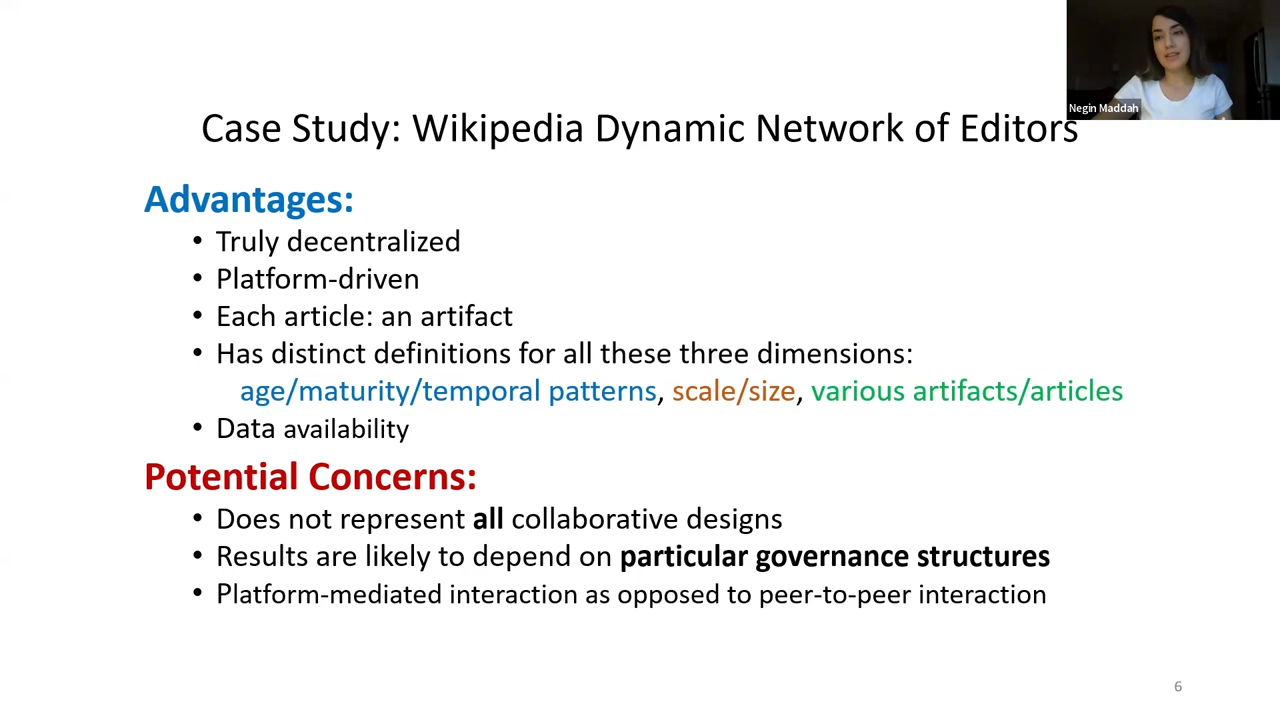 Negin Maddah
Case Study: Wikipedia Dynamic Network of Editors
Advantages:
• Truly decentralized
• Platform-driven
• Each article: an artifact
• Has distinct definitions for all these three dimensions:
age/maturity/temporal patterns, scale/size, various artifacts/articles
• Data availability
Potential Concerns:
• Does not represent all collaborative designs
• Results are likely to depend on particular governance structures
• Platform-mediated interaction as opposed to peer-to-peer interaction
6